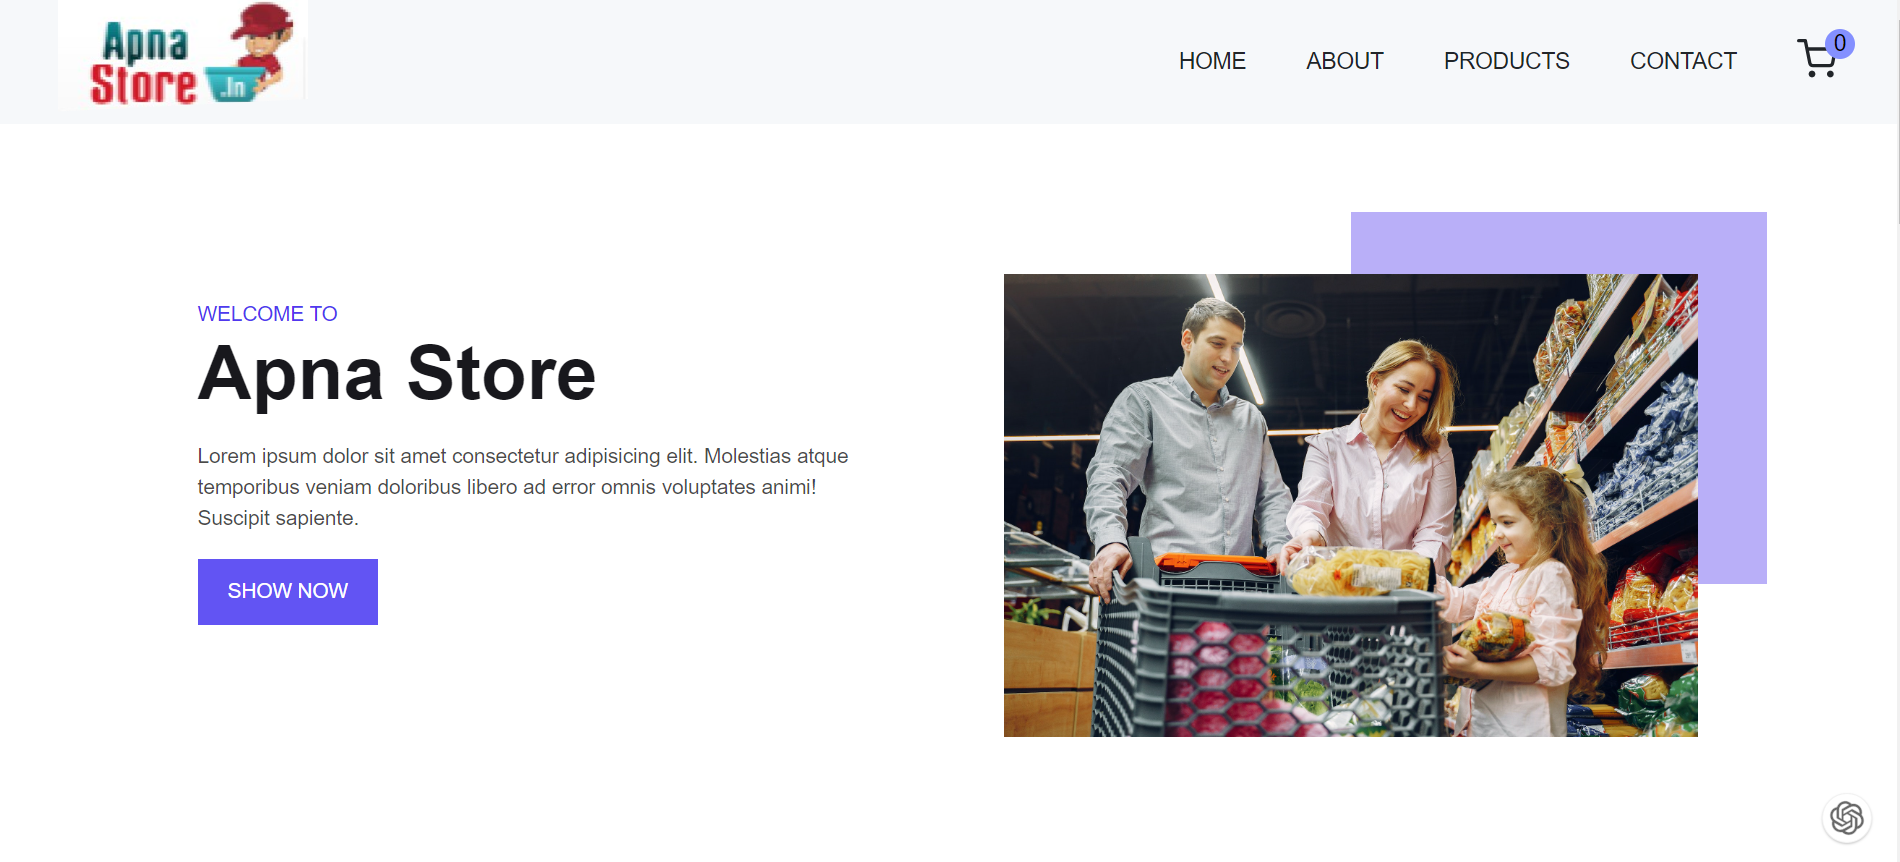 Apna
Store
.In
HOME
ABOUT
PRODUCTS
CONTACT
0
WELCOME TO
Apna Store
Lorem ipsum dolor sit amet consectetur adipisicing elit. Molestias atque
temporibus veniam doloribus libero ad error omnis voluptates animi!
Suscipit sapiente.
SHOW NOW